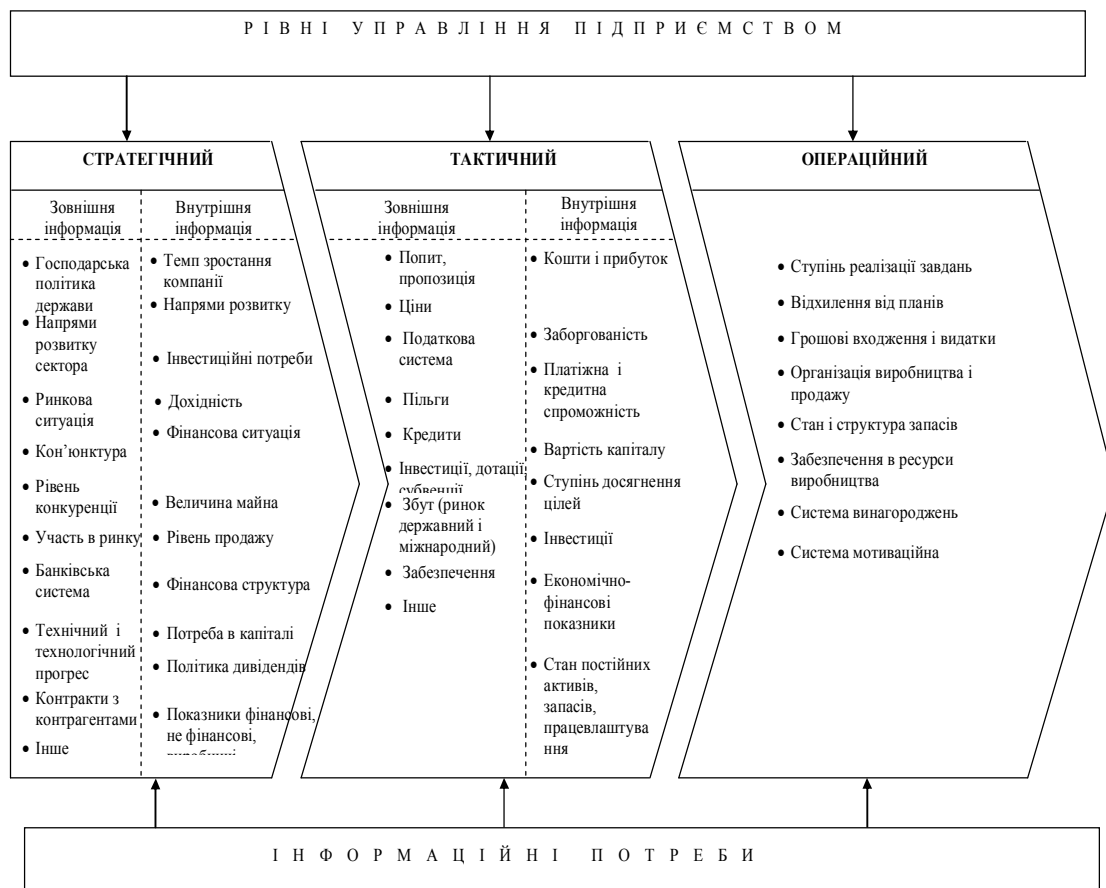 РІВНІ УПРАВЛІННЯ ПІДПРИЄМСТВОМ
СТРАТЕГІЧНИЙ
Зовнішня
інформація
• Господарська
політика
держави
• Напрями
розвитку
сектора
• Ринкова
ситуація
• Кон’юнктура
• Рівень
конкуренції
• Участь в ринку
• Банківська
система
• Технічний і
технологічний
прогрес
• Контракти з
контрагентами
• Інше
Внутрішня
інформація
• Темп зростання
компанії
• Напрями розвитку
• Інвестиційні потреби
• Дохідність
• Фінансова ситуація
• Величина майна
• Рівень продажу
• Фінансова структура
• Потреба в капіталі
• Політика дивідендів
• Показники фінансові,
не фінансові,
ТАКТИЧНИЙ
Зовнішня
інформація
• Попит,
пропозиція
• Ціни
• Податкова
система
• Пільги
• Кредити
• Інвестиції, дотації,
субвенції
• Збут (ринок
державний і
міжнародний)
• Забезпечення
• Інше
Внутрішня
інформація
• Кошти і прибуток
• Заборгованість
• Платіжна і
кредитна
спроможність
• Вартість капіталу
• Ступінь досягнення
цілей
• Інвестиції
• Економічно-
фінансові
показники
• Стан постійних
активів,
запасів,
працевлаштува
ння
ОПЕРАЦІЙНИЙ
• Ступінь реалізації завдань
• Відхилення від планів
• Грошові входження і видатки
• Організація виробництва і
продажу
• Стан і структура запасів
• Забезпечення в ресурси
виробництва
• Система винагороджень
• Система мотиваційна
ІНФОРМАЦІЙНІ ПОТРЕБИ